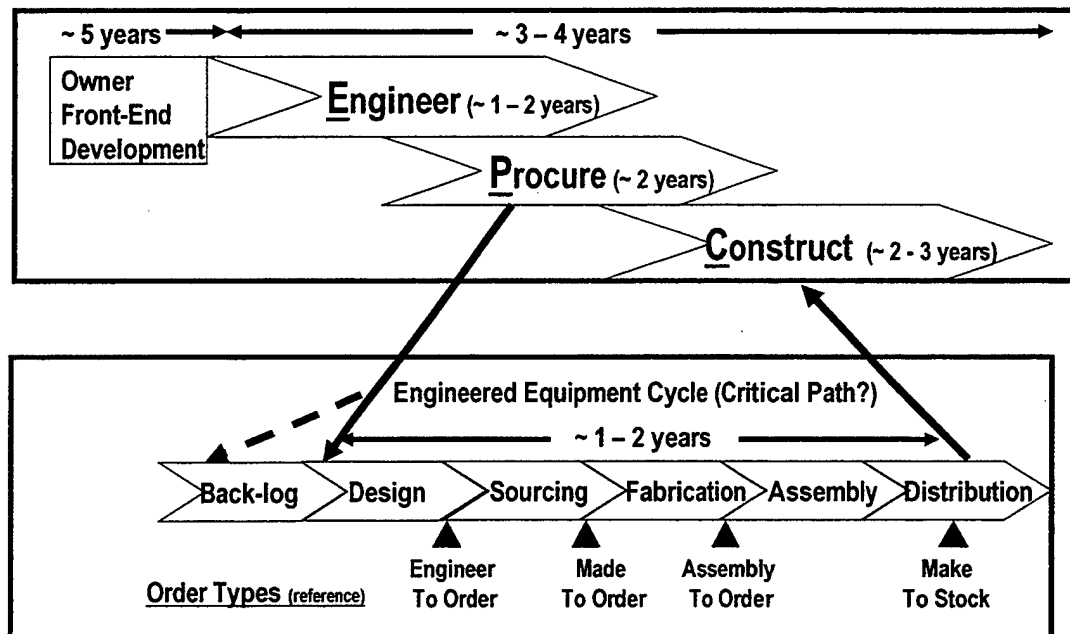 ~ 5 years
~ 3 – 4 years
Owner
Front-End
Development
Engineer (~ 1 – 2 years)
Procure (~ 2 years)
Construct (~ 2 - 3 years)
Engineered Equipment Cycle (Critical Path?)
~ 1 – 2 years
Back-log
Design
Sourcing
Fabrication
Assembly
Distribution
Order Types (reference)
Engineer
To Order
Made
To Order
Assembly
To Order
Make
To Stock